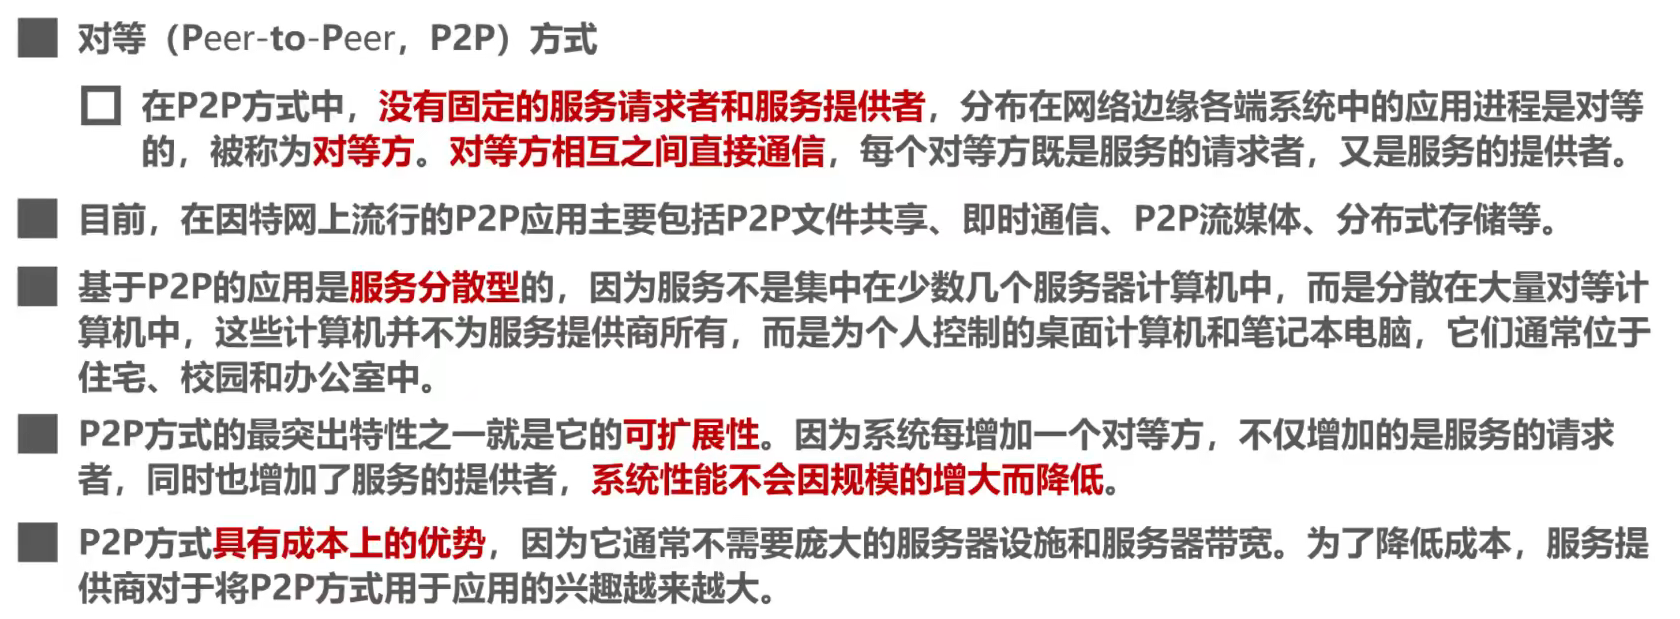 对等（Peer-to-Peer，P2P）方式
在P2P方式中，没有固定的服务请求者和服务提供者，分布在网络边缘各端系统中的应用进程是对等
的，被称为对等方。对等方相互之间直接通信，每个对等方既是服务的请求者，又是服务的提供者。
目前，在因特网上流行的P2P应用主要包括P2P文件共享、即时通信、P2P流媒体、分布式存储等。
基于P2P的应用是服务分散型的，因为服务不是集中在少数几个服务器计算机中，而是分散在大量对等计
算机中，这些计算机并不为服务提供商所有，而是为个人控制的桌面计算机和笔记本电脑，它们通常位于
住宅、校园和办公室中。
P2P方式的最突出特性之一就是它的可扩展性。因为系统每增加一个对等方，不仅增加的是服务的请求
者，同时也增加了服务的提供者，系统性能不会因规模的增大而降低。
P2P方式具有成本上的优势，因为它通常不需要庞大的服务器设施和服务器带宽。为了降低成本，服务提
供商对于将P2P方式用于应用的兴趣越来越大。